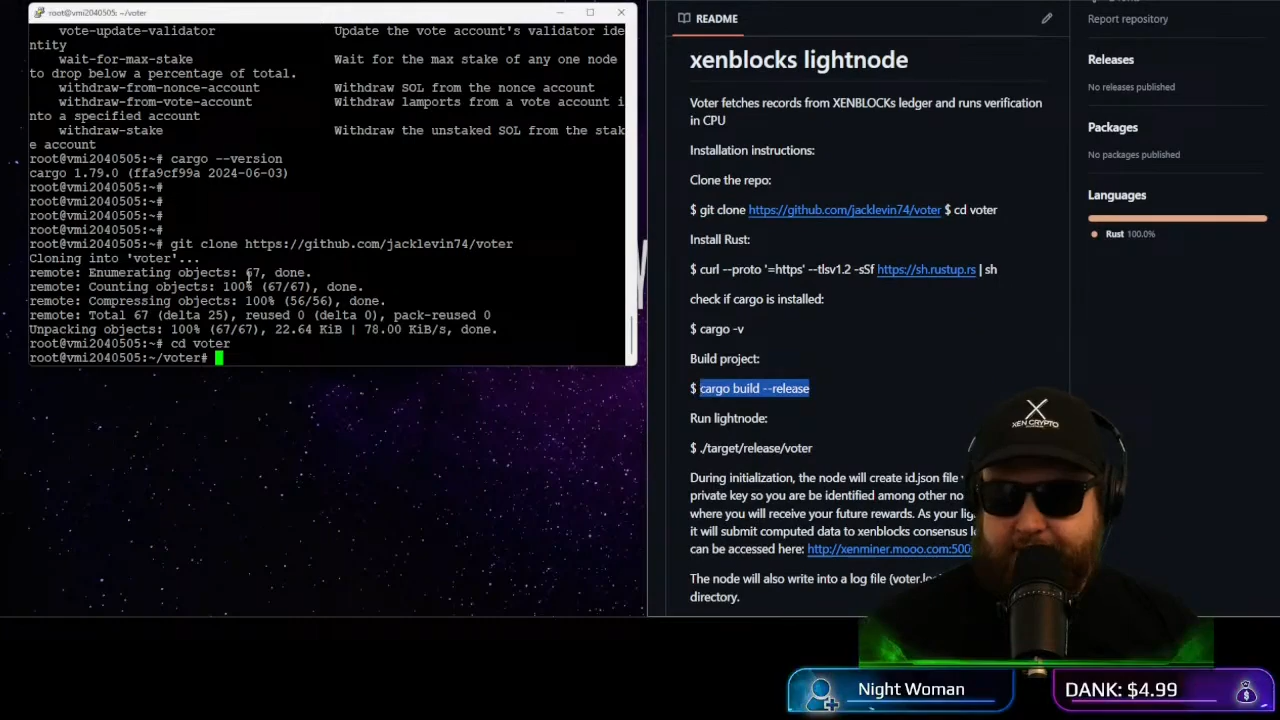 root@vmi2040505: ~/voter
vote-update-validator Update the vote account's validator ide
ntity
wait-for-max-stake Wait for the max stake of any one node
to drop below a percentage of total.
withdraw-from-nonce-account Withdraw SOL from the nonce account
withdraw-from-vote-account Withdraw lamports from a vote account i
nto a specified account
withdraw-stake Withdraw the unstaked SOL from the stak
e account
root@vmi2040505:~# cargo --version
cargo 1.79.0 (ffa9cf99a 2024-06-03)
root@vmi2040505:~#
root@vmi2040505:~#
root@vmi2040505:~#
root@vmi2040505:~#
root@vmi2040505:~# git clone https://github.com/jacklevin74/voter
Cloning into 'voter'...
remote: Enumerating objects: 67, done.
remote: Counting objects: 100% (67/67), done.
remote: Compressing objects: 100% (56/56), done.
remote: Total 67 (delta 25), reused 0 (delta 0), pack-reused 0
Unpacking objects: 100% (67/67), 22.64 KiB | 78.00 KiB/s, done.
root@vmi2040505:~# cd voter
root@vmi2040505:~/voter#
README
xenblocks lightnode
Voter fetches records from XENBLOCKs ledger and runs verification
in CPU
Installation instructions:
Clone the repo:
$ git clone https://github.com/jacklevin74/voter $ cd voter
Install Rust:
$ curl --proto '=https' --tlsv1.2 -sSf https://sh.rustup.rs | sh
check if cargo is installed:
$ cargo -v
Build project:
$ cargo build --release
Run lightnode:
$ ./target/release/voter
During initialization, the node will create id.json file
private key so you are be identified among other no
where you will receive your future rewards. As your lig
it will submit computed data to xenblocks consensus l
can be accessed here: http://xenminer.mooo.com:500
The node will also write into a log file (voter.lo
directory.
Report repository
Releases
No releases published
Packages
No packages published
Languages
Rust 100.0%
X
XEN CRYPTO
Night Woman
DANK: $4.99